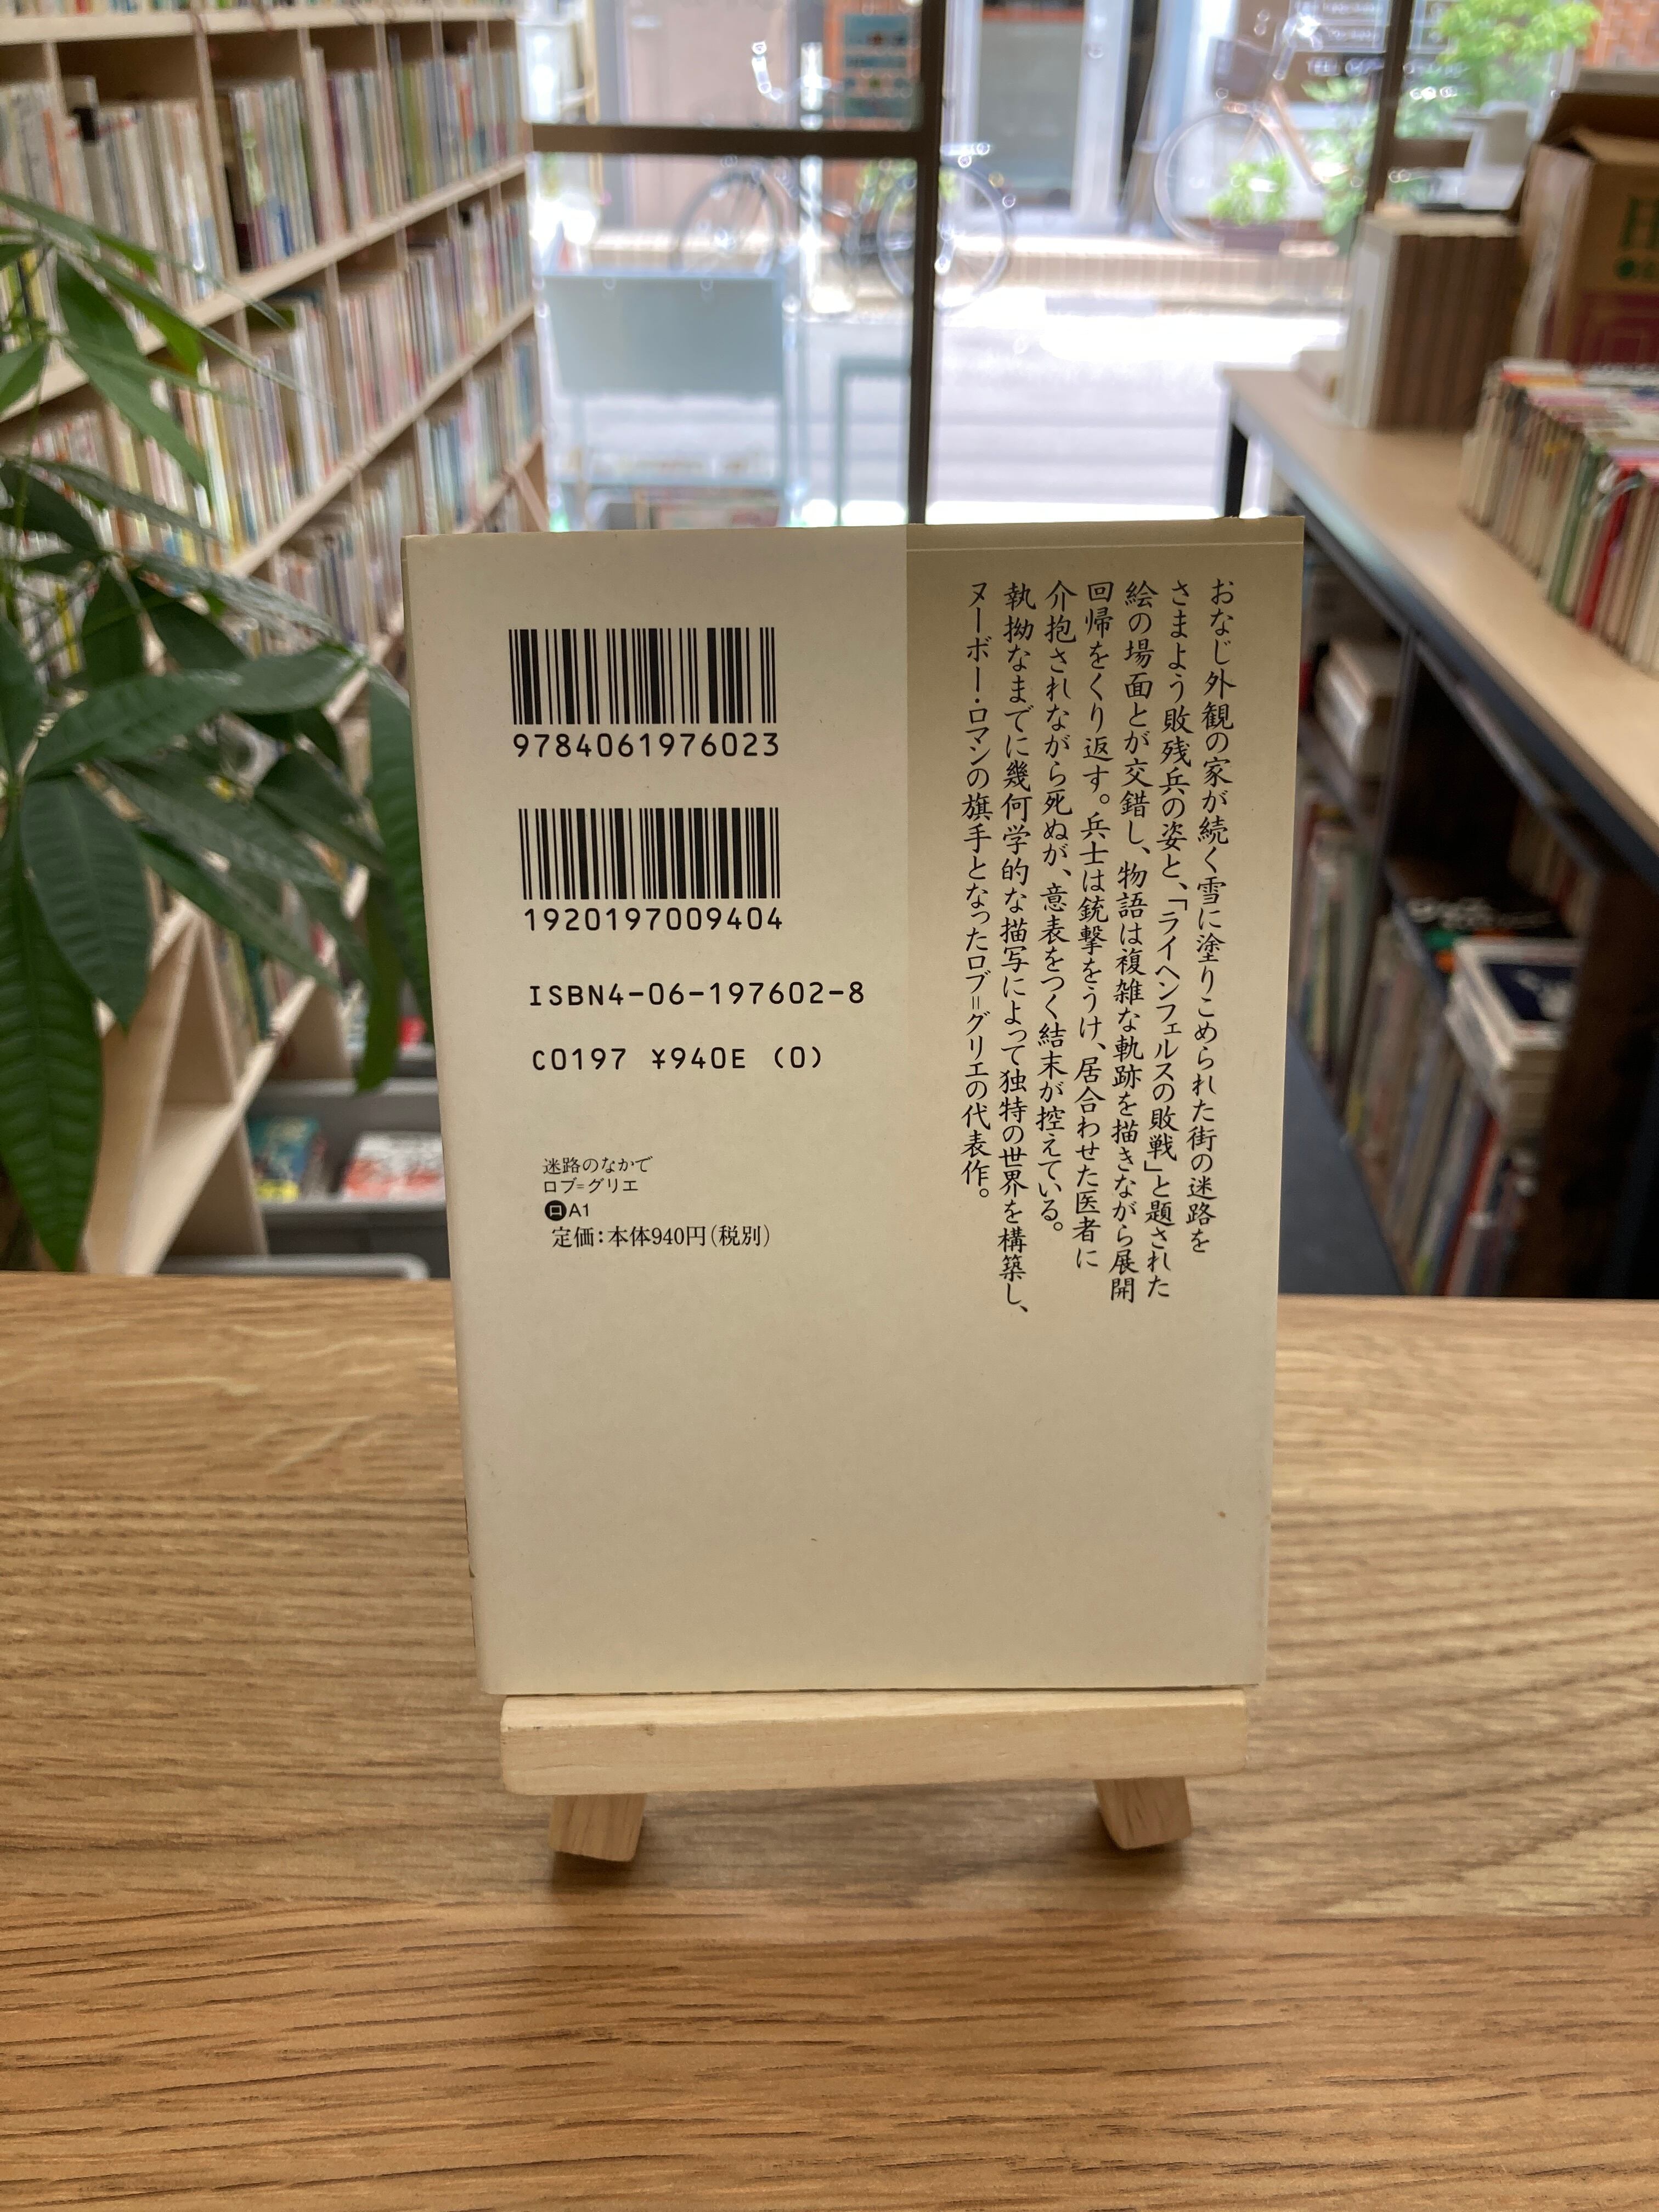 おなじ外観の家が続く雪に塗りこめられた街の迷路を
さまよう敗残兵の姿と、「ライヘンフェルスの敗戦」と題された
絵の場面とが交錯し、物語は複雑な軌跡を描きながら展開
回帰をくり返す。兵士は銃撃をうけ、居合わせた医者に
介抱されながら死ぬが、意表をつく結末が控えている。
執拗なまでに幾何学的な描写によって独特の世界を構築し、
ヌーボー・ロマンの旗手となったロブ=グリエの代表作。
9784061976023
1920197009404
ISBN4-06-197602-8
C0197 ¥940E (0)
迷路のなかで
ロブ=グリエ
ロA1
定価:本体940円(税別)